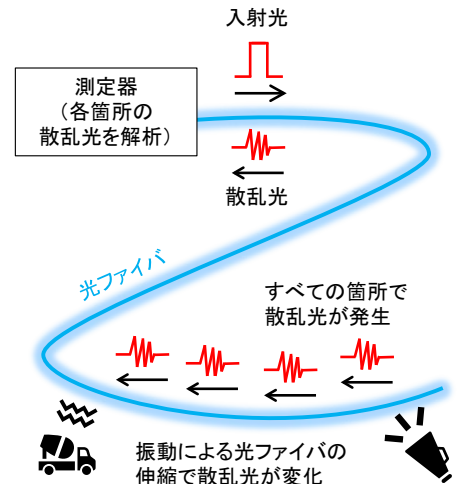 入射光
測定器
（各箇所の
散乱光を解析）
散乱光
光ファイバ
すべての箇所で
散乱光が発生
振動による光ファイバの
伸縮で散乱光が変化